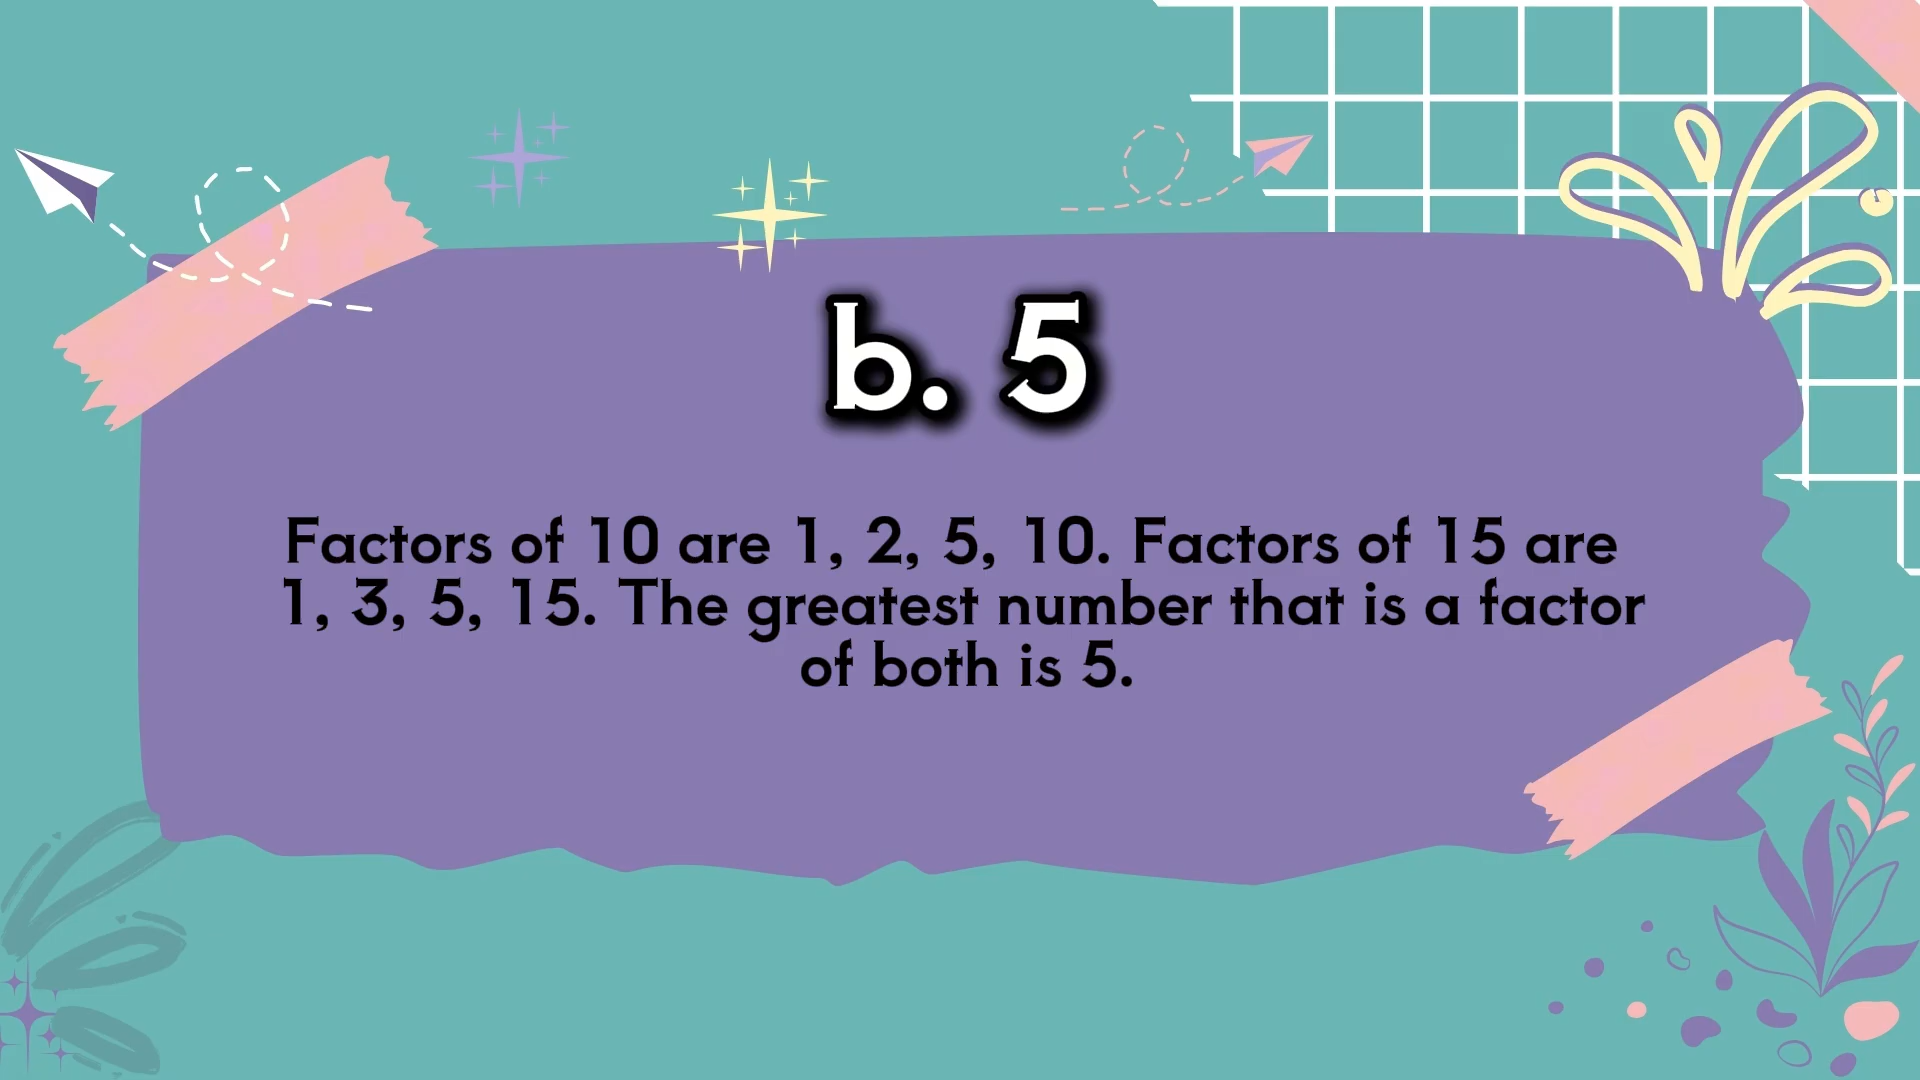 b. 5
Factors of 10 are 1, 2, 5, 10. Factors of 15 are
1, 3, 5, 15. The greatest number that is a factor
of both is 5.